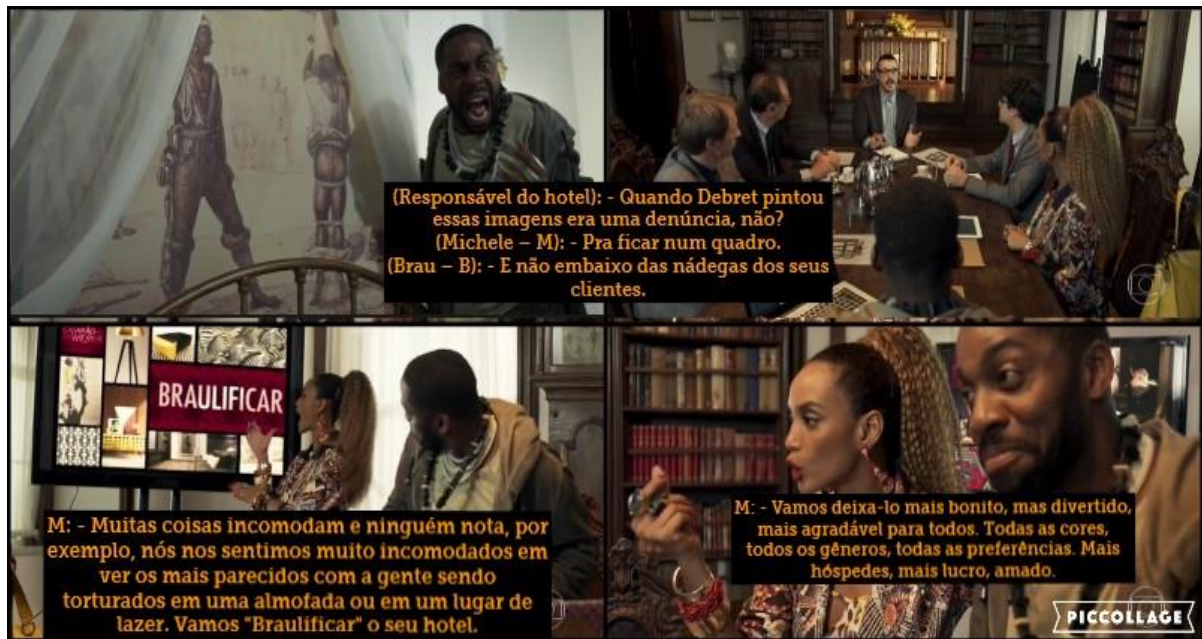 (Responsável do hotel): - Quando Debret pintou
essas imagens era uma denúncia, não?
(Michele – M): - Pra ficar num quadro.
(Brau – B): - E não embaixo das nádegas dos seus
clientes.
BRAULIFICAR
M: - Muitas coisas incomodam e ninguém nota, por
exemplo, nós nos sentimos muito incomodados em
ver os mais parecidos com a gente sendo
torturados em uma almofada ou em um lugar de
lazer. Vamos "Braulificar" o seu hotel.
M: - Vamos deixa-lo mais bonito, mas divertido,
mais agradável para todos. Todas as cores,
todos os gêneros, todas as preferências. Mais
hóspedes, mais lucro, amado.
PICCOLLAGE